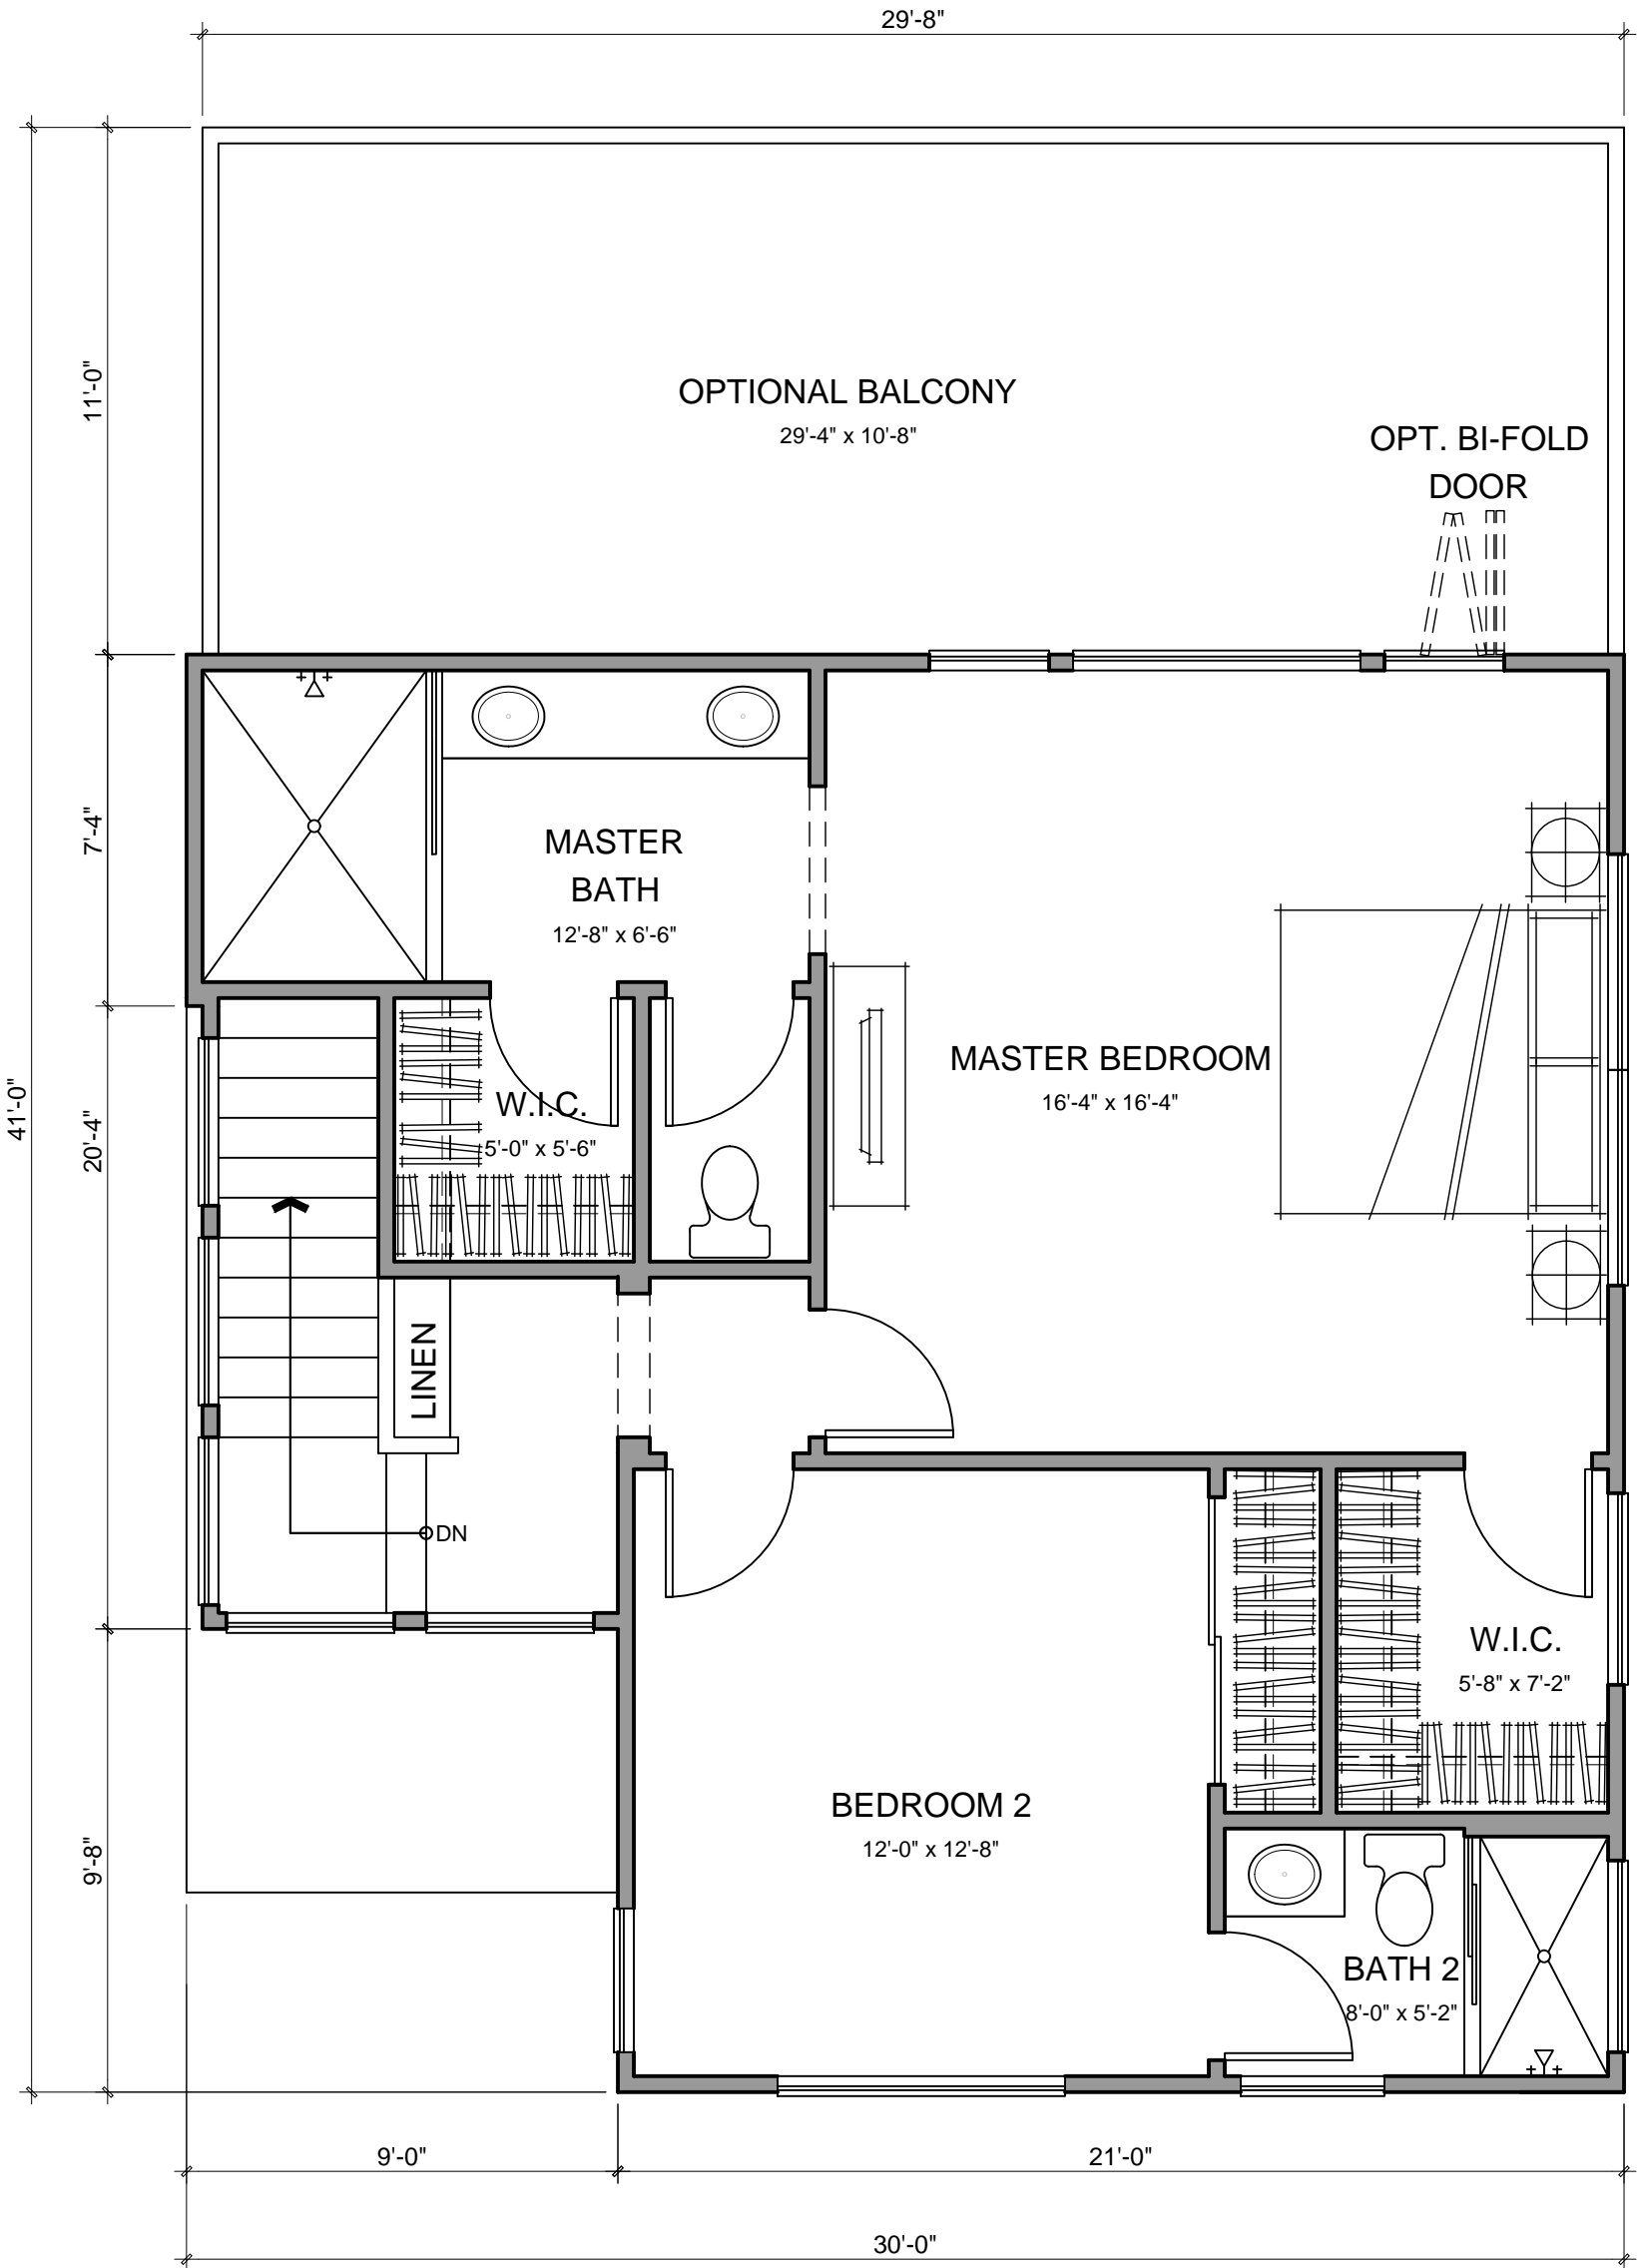 29'-8"
OPTIONAL BALCONY
29'-4" x 10'-8"
OPT. BI-FOLD
DOOR
11'-0"
7'-4"
41'-0"
20'-4"
9'-8"
MASTER
BATH
12'-8" x 6'-6"
W.I.C.
5'-0" x 5'-6"
MASTER BEDROOM
16'-4" x 16'-4"
LINEN
DN
W.I.C.
5'-8" x 7'-2"
BEDROOM 2
12'-0" x 12'-8"
BATH 2
8'-0" x 5'-2"
9'-0"
21'-0"
30'-0"